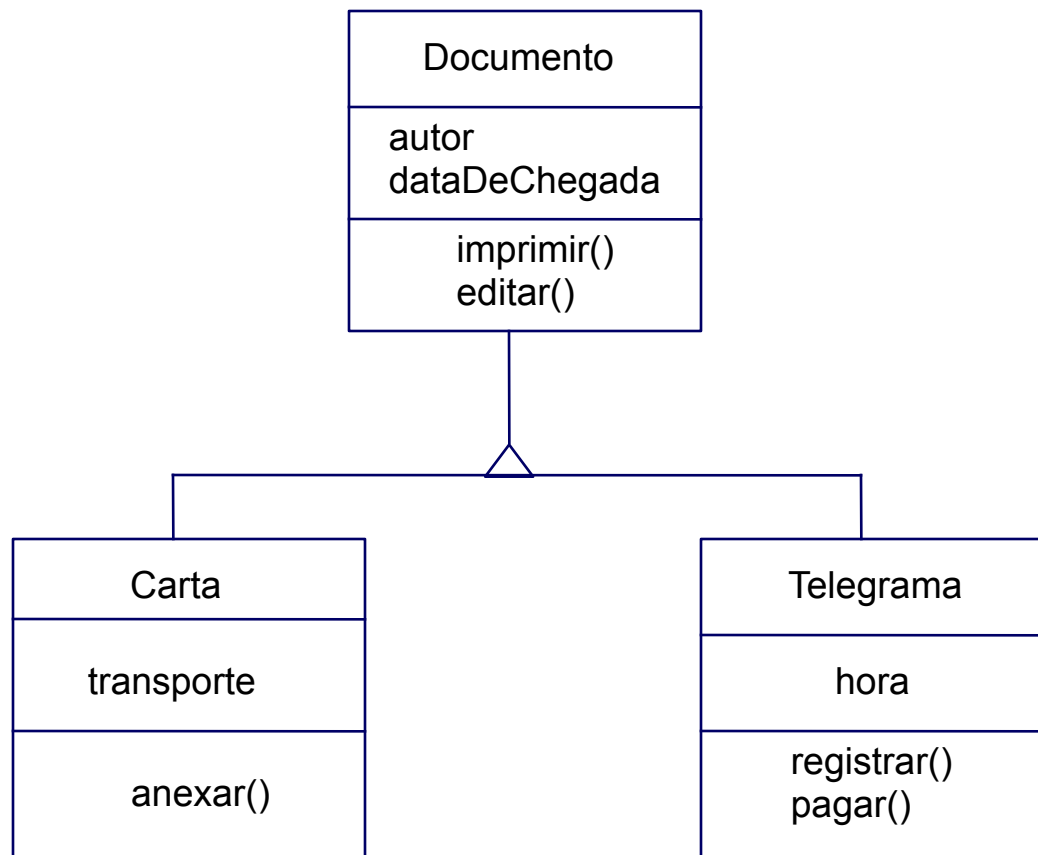 Documento
autor
dataDeChegada
imprimir()
editar()
Carta
transporte
anexar()
Telegrama
hora
registrar()
pagar()